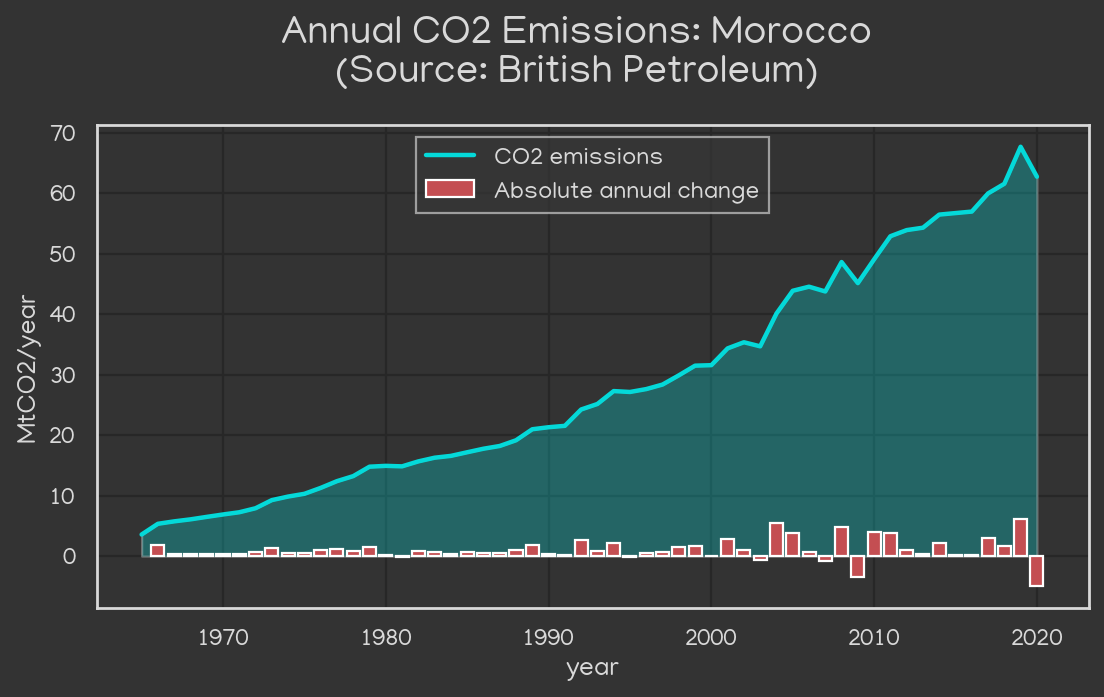 Annual CO2 Emissions: Morocco
(Source: British Petroleum)
CO2 emissions
Absolute annual change
MtCO2/year
70
60
50
40
30
20
10
0
1970 1980 1990 2000 2010 2020
year